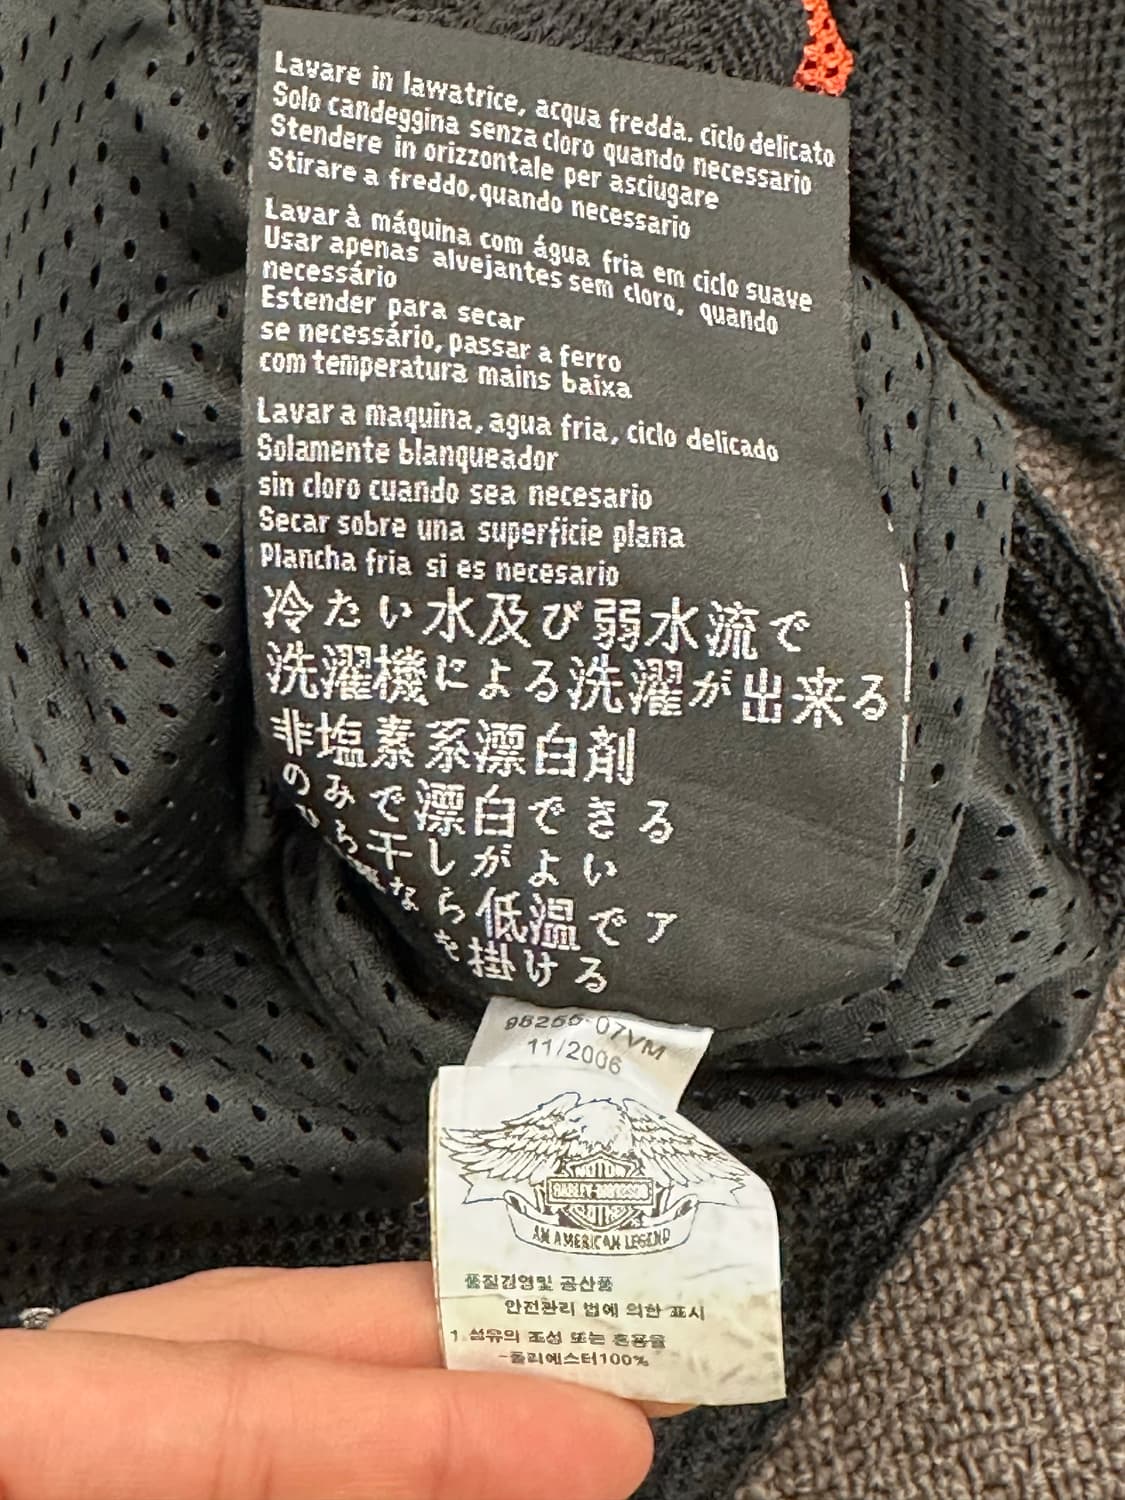 Lavare in lawatrice, acqua fredda. ciclo delicato
Solo candeggina senza cloro quando necessario
Stendere in orizzontale per asciugare
Stirare a freddo, quando necessario
Lavar à máquina com água fria em ciclo suave
Usar apenas alvejantes sem cloro, quando
necessário
Estender para secar
se necessário, passar a ferro
com temperatura mains baixa
Lavar a maquina, agua fria, ciclo delicado
Solamente blanqueador
sin cloro cuando sea necesario
Secar sobre una superficie plana
Plancha fria si es necesario
冷たい水及び弱水流で
洗濯機による洗濯が出来る
非塩素系漂白剤
のみで漂白できる
ひら干しがよい
なら低温でア
を掛ける
98255-07VM
11/2006
MOTOR
HARLEY-DAVIDSON
AN AMERICAN LEGEND
품질경영및 공산품
안전관리 법에 의한 표시
1. 섬유의 조성 또는 혼용율
-폴리에스터100%